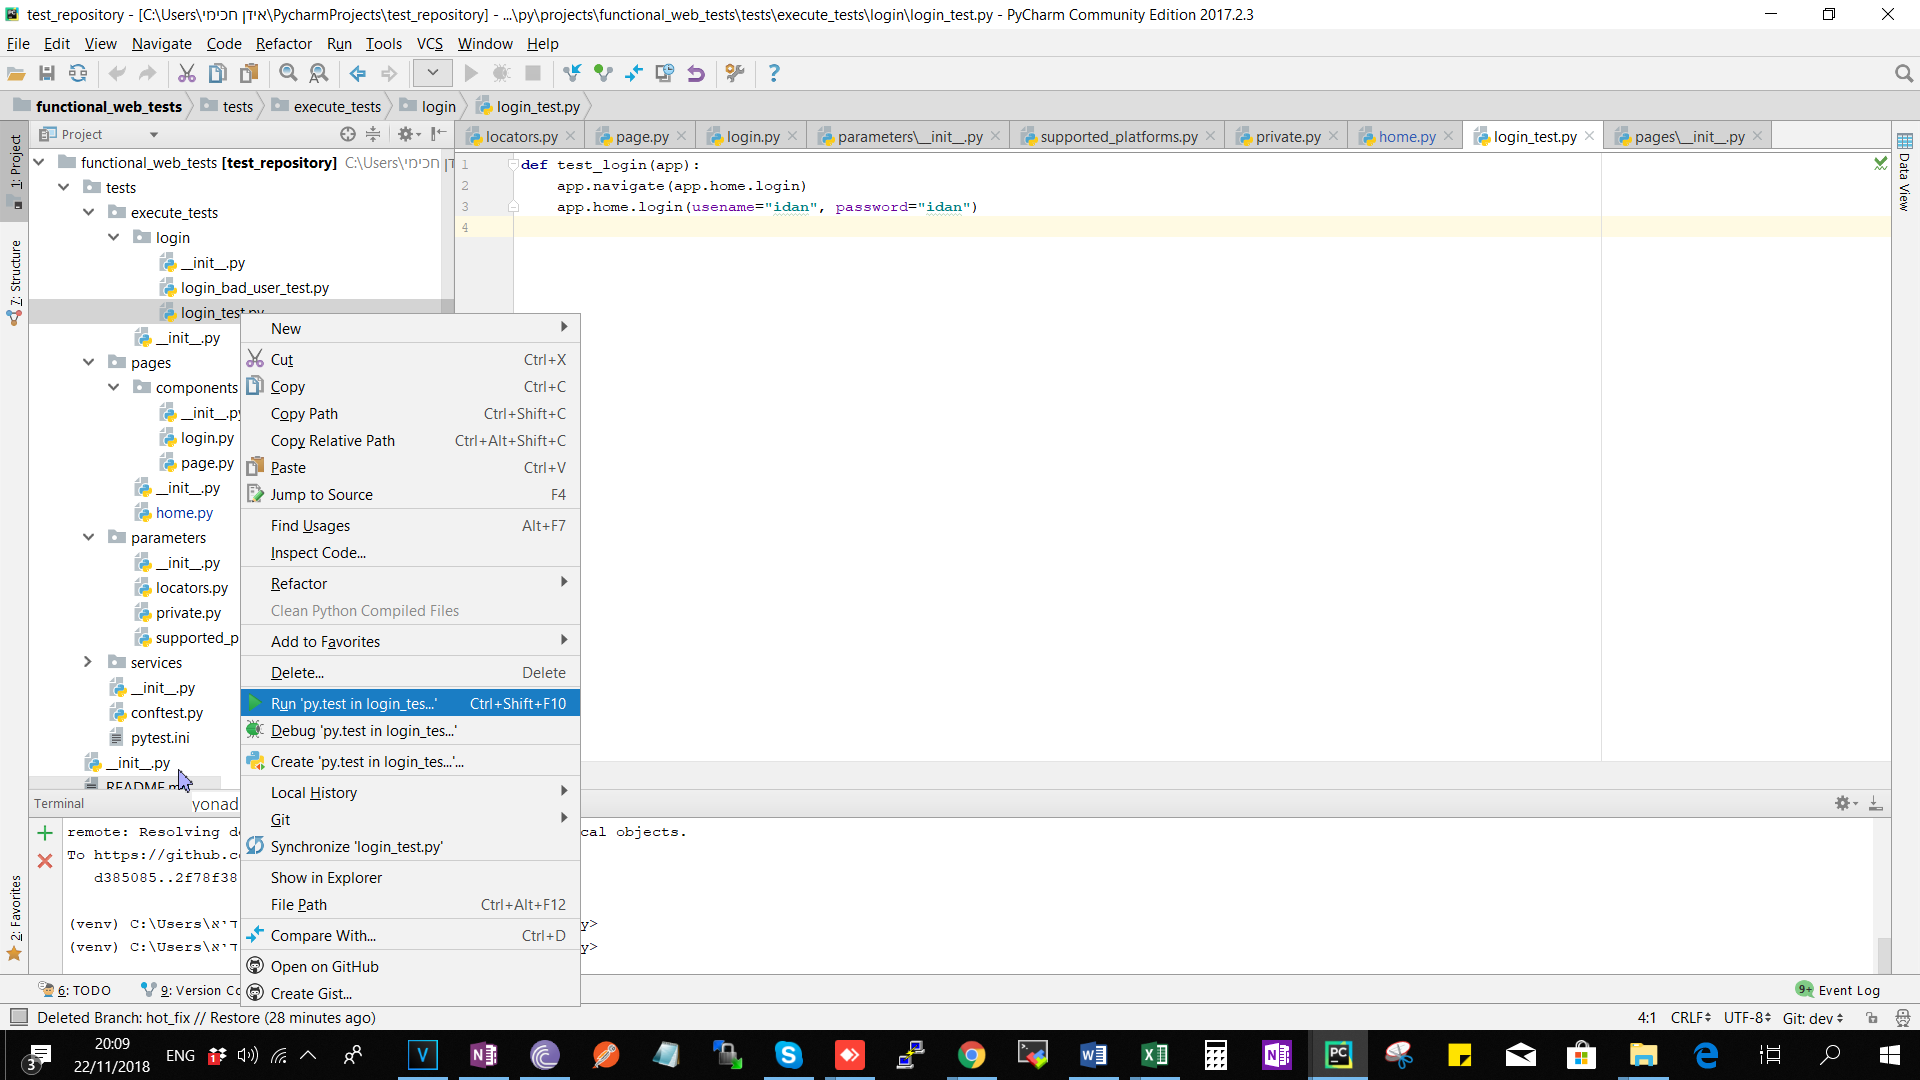 test_repository - [C:\Users\אידן חכימי\PycharmProjects\test_repository] - ...\py\projects\functional_web_tests\tests\execute_tests\login\login_test.py - PyCharm Community Edition 2017.2.3
File Edit View Navigate Code Refactor Run Tools VCS Window Help
functional_web_tests tests execute_tests login login_test.py
Project
locators.py page.py login.py parameters\__init__.py supported_platforms.py private.py home.py login_test.py pages\__init__.py
1: Project
7: Structure
2: Favorites
Data View
functional_web_tests [test_repository] C:\Users\
tests
execute_tests
login
__init__.py
login_bad_user_test.py
login_test.py
__init__.py
pages
components
__init__.py
login.py
page.py
__init__.py
home.py
parameters
__init__.py
locators.py
private.py
supported_p
services
__init__.py
conftest.py
pytest.ini
__init__.py
1 def test_login(app):
2 app.navigate(app.home.login)
3 app.home.login(usename="idan", password="idan")
4
New
Cut Ctrl+X
Copy Ctrl+C
Copy Path Ctrl+Shift+C
Copy Relative Path Ctrl+Alt+Shift+C
Paste Ctrl+V
Jump to Source F4
Find Usages Alt+F7
Inspect Code...
Refactor
Clean Python Compiled Files
Add to Favorites
Delete... Delete
Run 'py.test in login_tes...' Ctrl+Shift+F10
Debug 'py.test in login_tes...'
Create 'py.test in login_tes...'...
Local History
Git
Synchronize 'login_test.py'
Show in Explorer
File Path Ctrl+Alt+F12
Compare With... Ctrl+D
Open on GitHub
Create Gist...
Terminal yonad
remote: Resolving de cal objects.
To https://github.c
d385085..2f78f38
(venv) C:\Users\ y>
(venv) C:\Users\ y>
6: TODO 9: Version Co 9+ Event Log
Deleted Branch: hot_fix // Restore (28 minutes ago) 4:1 CRLF UTF-8 Git: dev
3 20:09 ENG
22/11/2018